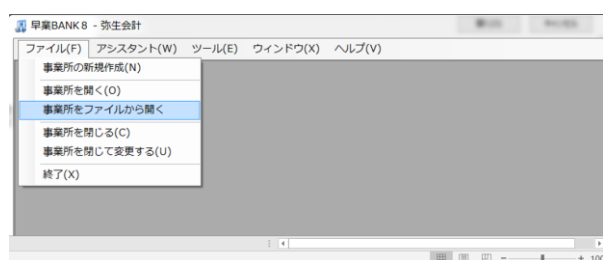 早業BANK 8 - 弥生会計
ファイル(F) アシスタント(W) ツール(E) ウィンドウ(X) ヘルプ(V)
事業所の新規作成(N)
事業所を開く(O)
事業所をファイルから開く
事業所を閉じる(C)
事業所を閉じて変更する(U)
終了(X)
100